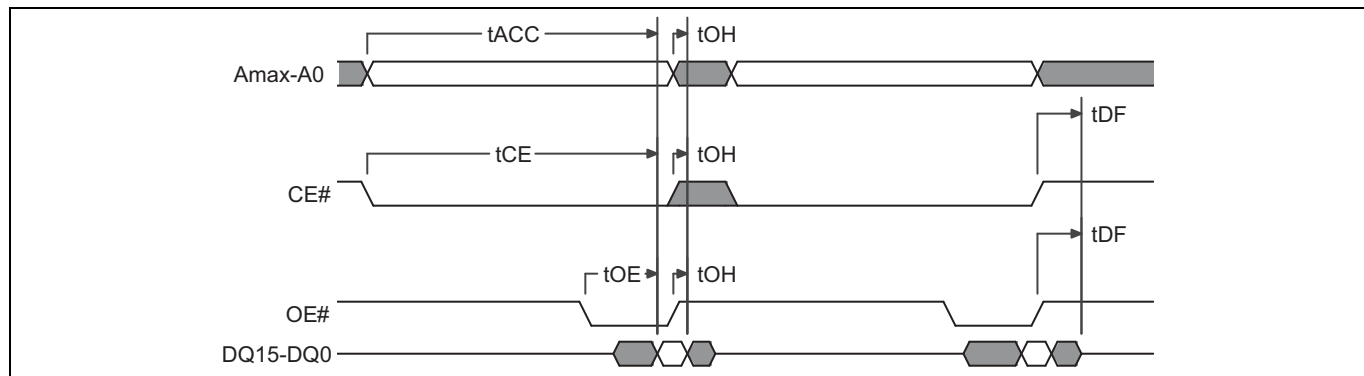 tACC tOH
Amax-A0
tDF
tCE tOH
CE#
tDF
tOE tOH
OE#
DQ15-DQ0